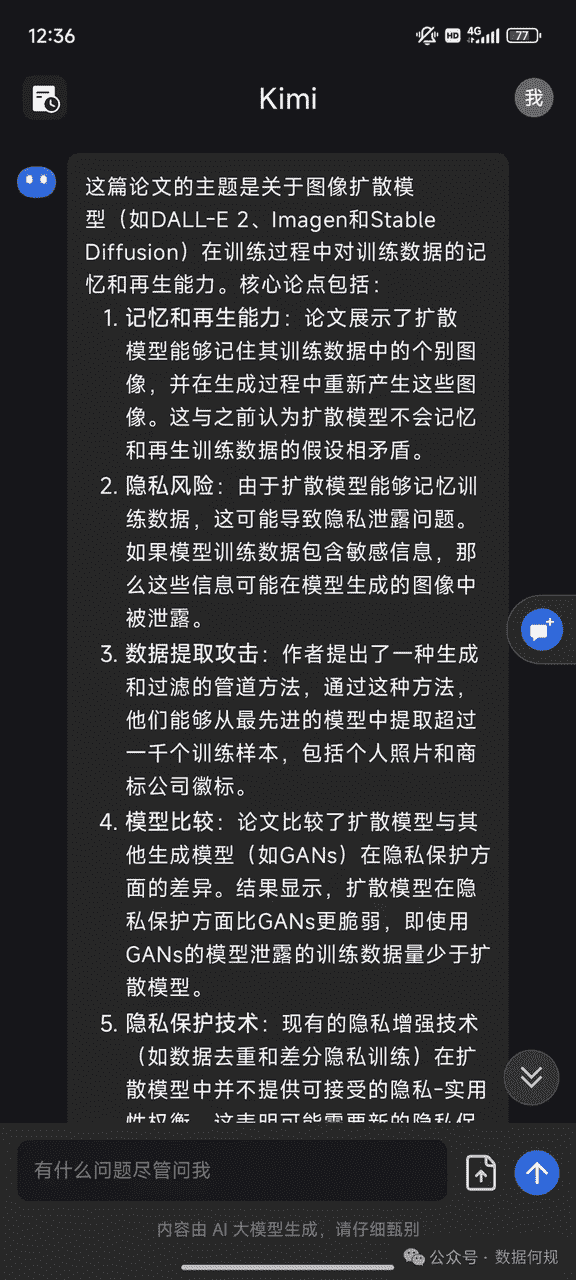 12:36
HD 4G 77
Kimi
我
这篇论文的主题是关于图像扩散模
型（如DALL-E 2、Imagen和Stable
Diffusion）在训练过程中对训练数据的记
忆和再生能力。核心论点包括：
1. 记忆和再生能力：论文展示了扩散
模型能够记住其训练数据中的个别图
像，并在生成过程中重新产生这些图
像。这与之前认为扩散模型不会记忆
和再生训练数据的假设相矛盾。
2. 隐私风险：由于扩散模型能够记忆训
练数据，这可能导致隐私泄露问题。
如果模型训练数据包含敏感信息，那
么这些信息可能在模型生成的图像中
被泄露。
3. 数据提取攻击：作者提出了一种生成
和过滤的管道方法，通过这种方法，
他们能够从最先进的模型中提取超过
一千个训练样本，包括个人照片和商
标公司徽标。
4. 模型比较：论文比较了扩散模型与其
他生成模型（如GANs）在隐私保护方
面的差异。结果显示，扩散模型在隐
私保护方面比GANs更脆弱，即使用
GANs的模型泄露的训练数据量少于扩
散模型。
5. 隐私保护技术：现有的隐私增强技术
（如数据去重和差分隐私训练）在扩
散模型中并不提供可接受的隐私-实用
性权衡，这表明可能需要新的隐私保
有什么问题尽管问我
内容由 AI 大模型生成，请仔细甄别
公众号 · 数据何规